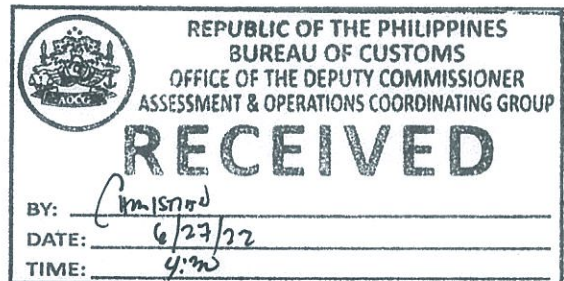 REPUBLIC OF THE PHILIPPINES
BUREAU OF CUSTOMS
OFFICE OF THE DEPUTY COMMISSIONER
ASSESSMENT & OPERATIONS COORDINATING GROUP
AOCG
RECEIVED
BY:
DATE: 6/27/22
TIME: 4:30